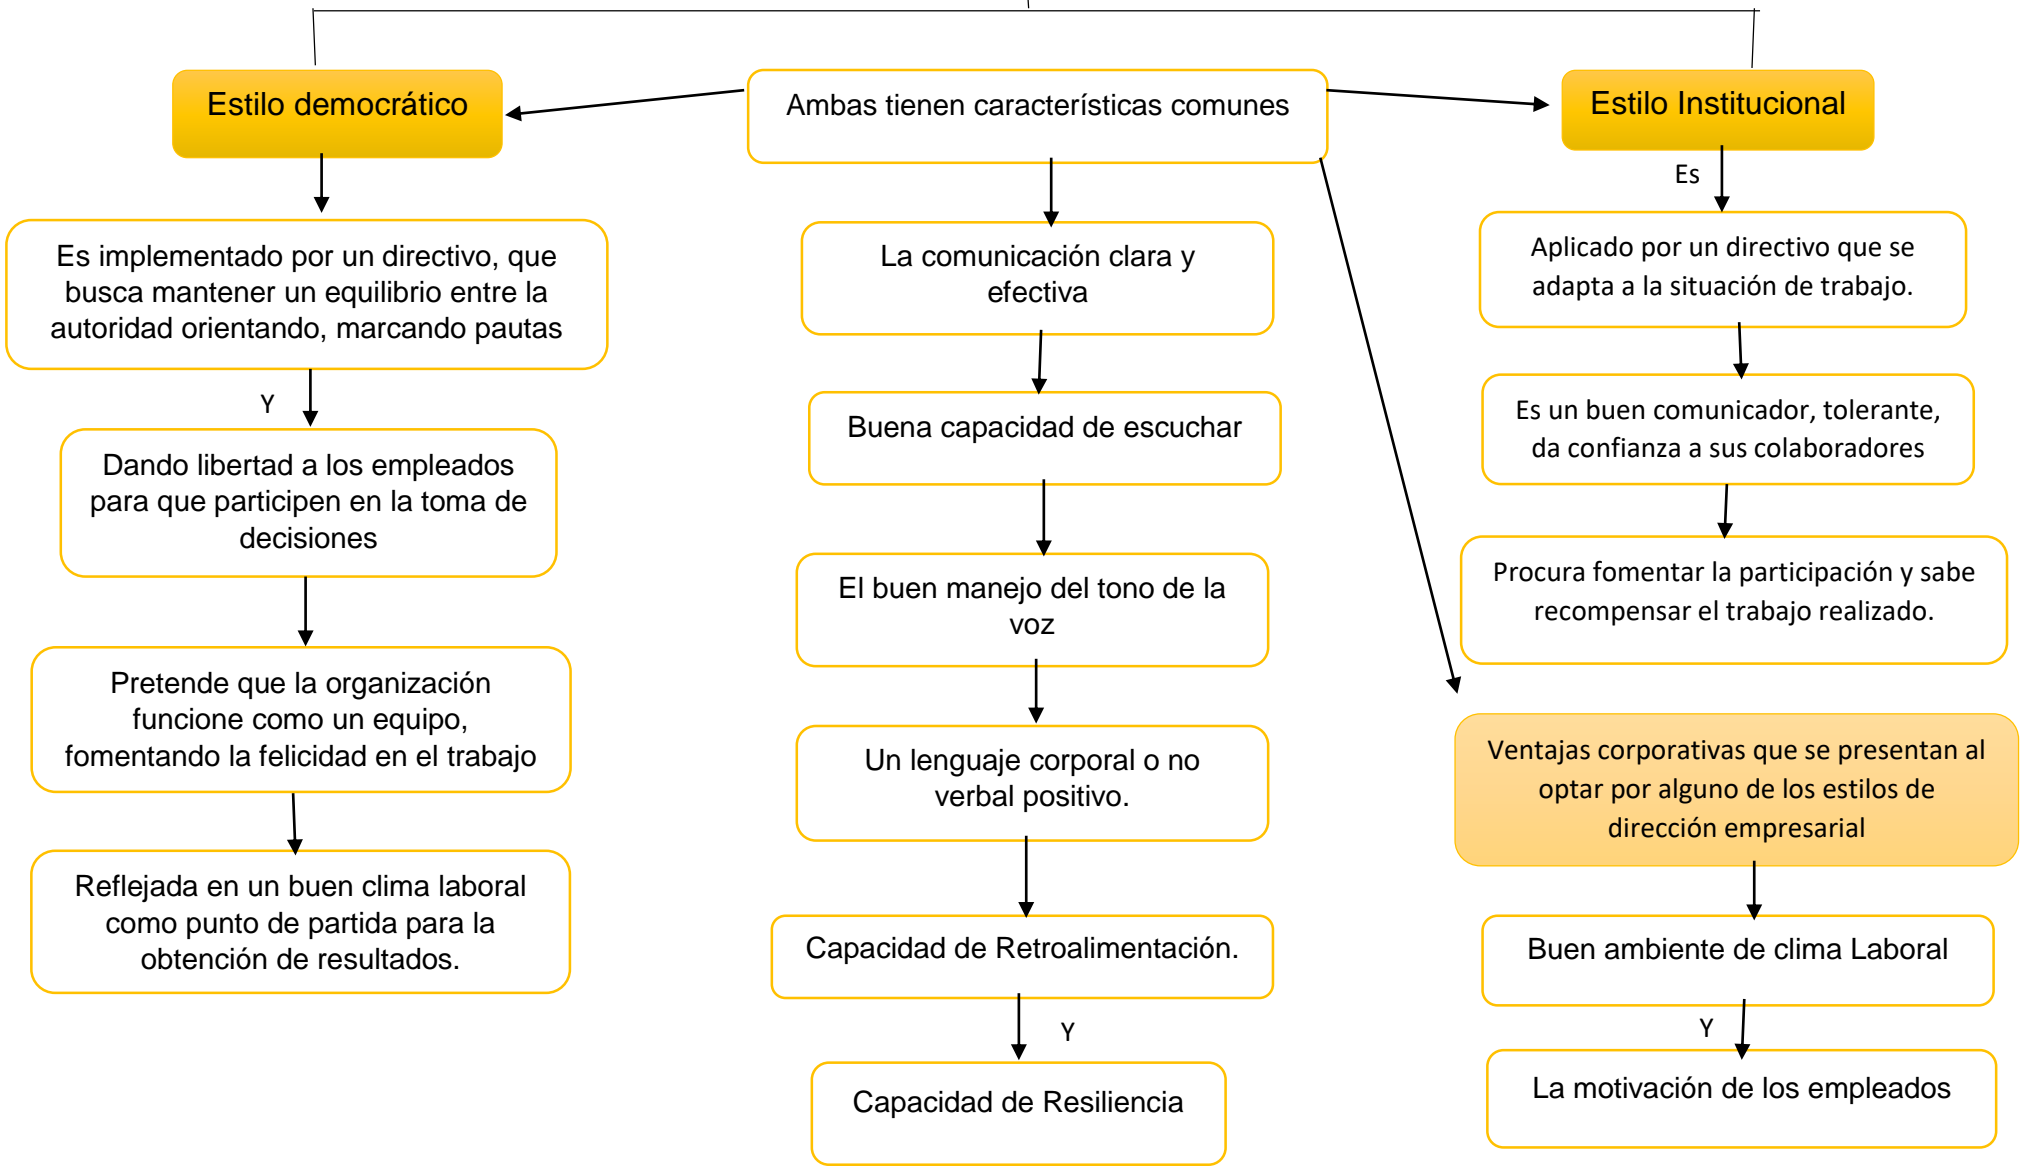 Estilo democrático
Es implementado por un directivo, que
busca mantener un equilibrio entre la
autoridad orientando, marcando pautas
Y
Dando libertad a los empleados
para que participen en la toma de
decisiones
Pretende que la organización
funcione como un equipo,
fomentando la felicidad en el trabajo
Reflejada en un buen clima laboral
como punto de partida para la
obtención de resultados.
Ambas tienen características comunes
La comunicación clara y
efectiva
Buena capacidad de escuchar
El buen manejo del tono de la
voz
Un lenguaje corporal o no
verbal positivo.
Capacidad de Retroalimentación.
Y
Capacidad de Resiliencia
Estilo Institucional
Es
Aplicado por un directivo que se
adapta a la situación de trabajo.
Es un buen comunicador, tolerante,
da confianza a sus colaboradores
Procura fomentar la participación y sabe
recompensar el trabajo realizado.
Ventajas corporativas que se presentan al
optar por alguno de los estilos de
dirección empresarial
Buen ambiente de clima Laboral
Y
La motivación de los empleados